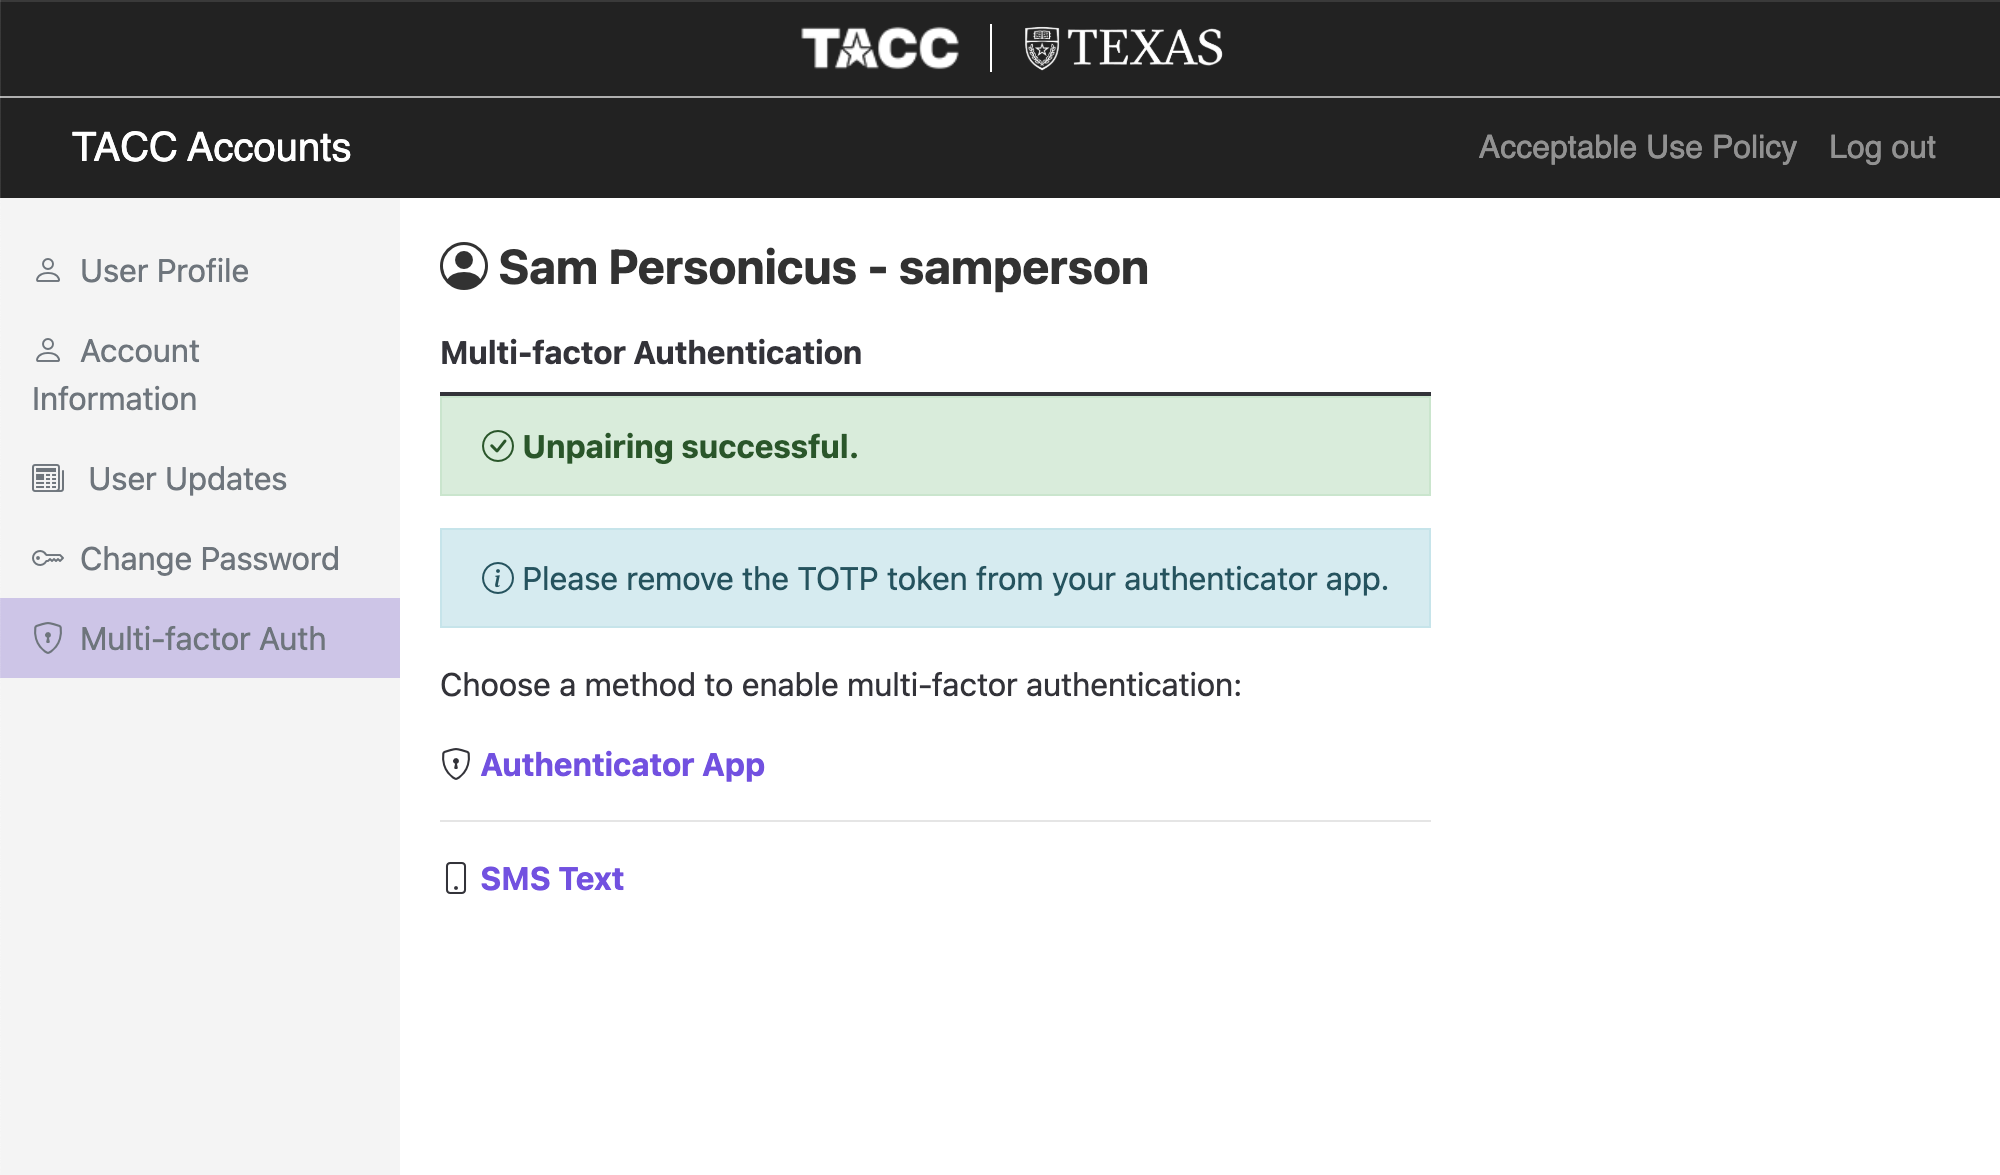 TACC | TEXAS
TACC Accounts
Acceptable Use Policy
Log out
User Profile
Account
Information
User Updates
Change Password
Multi-factor Auth
Sam Personicus - samperson
Multi-factor Authentication
Unpairing successful.
Please remove the TOTP token from your authenticator app.
Choose a method to enable multi-factor authentication:
Authenticator App
SMS Text